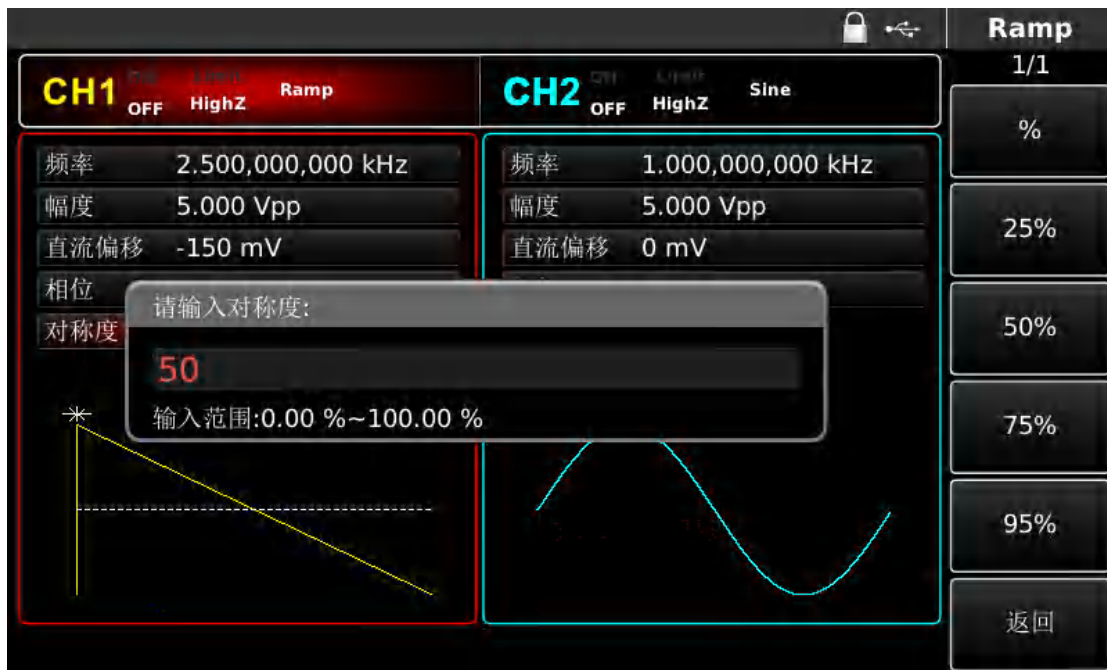 Ramp
1/1
CH1 OFF HighZ Ramp
CH2 OFF HighZ Sine
频率 2.500,000,000 kHz
幅度 5.000 Vpp
直流偏移 -150 mV
相位
对称度
频率 1.000,000,000 kHz
幅度 5.000 Vpp
直流偏移 0 mV
请输入对称度:
50
输入范围:0.00 %~100.00 %
%
25%
50%
75%
95%
返回